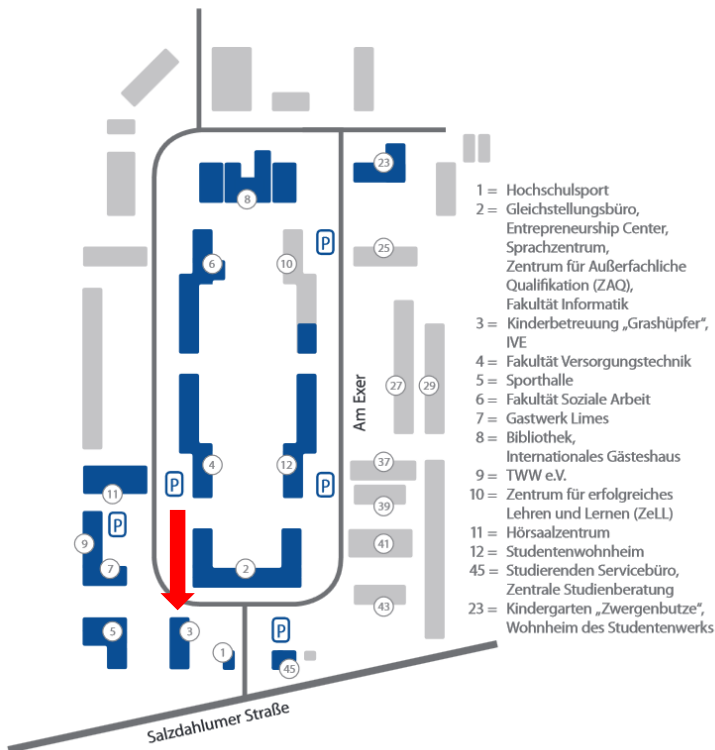 23
8
P
6
10
25
27
29
Am Exer
4
12
37
P
P
11
39
P
9
41
7
2
43
5
3
P
1
45
Salzdahlumer Straße
1 = Hochschulsport
2 = Gleichstellungsbüro,
Entrepreneurship Center,
Sprachzentrum,
Zentrum für Außerfachliche
Qualifikation (ZAQ),
Fakultät Informatik
3 = Kinderbetreuung „Grashüpfer“,
IVE
4 = Fakultät Versorgungstechnik
5 = Sporthalle
6 = Fakultät Soziale Arbeit
7 = Gastwerk Limes
8 = Bibliothek,
Internationales Gästeshaus
9 = TWW e.V.
10 = Zentrum für erfolgreiches
Lehren und Lernen (ZeLL)
11 = Hörsaalzentrum
12 = Studentenwohnheim
45 = Studierenden Servicebüro,
Zentrale Studienberatung
23 = Kindergarten „Zwergenbutze“,
Wohnheim des Studentenwerks